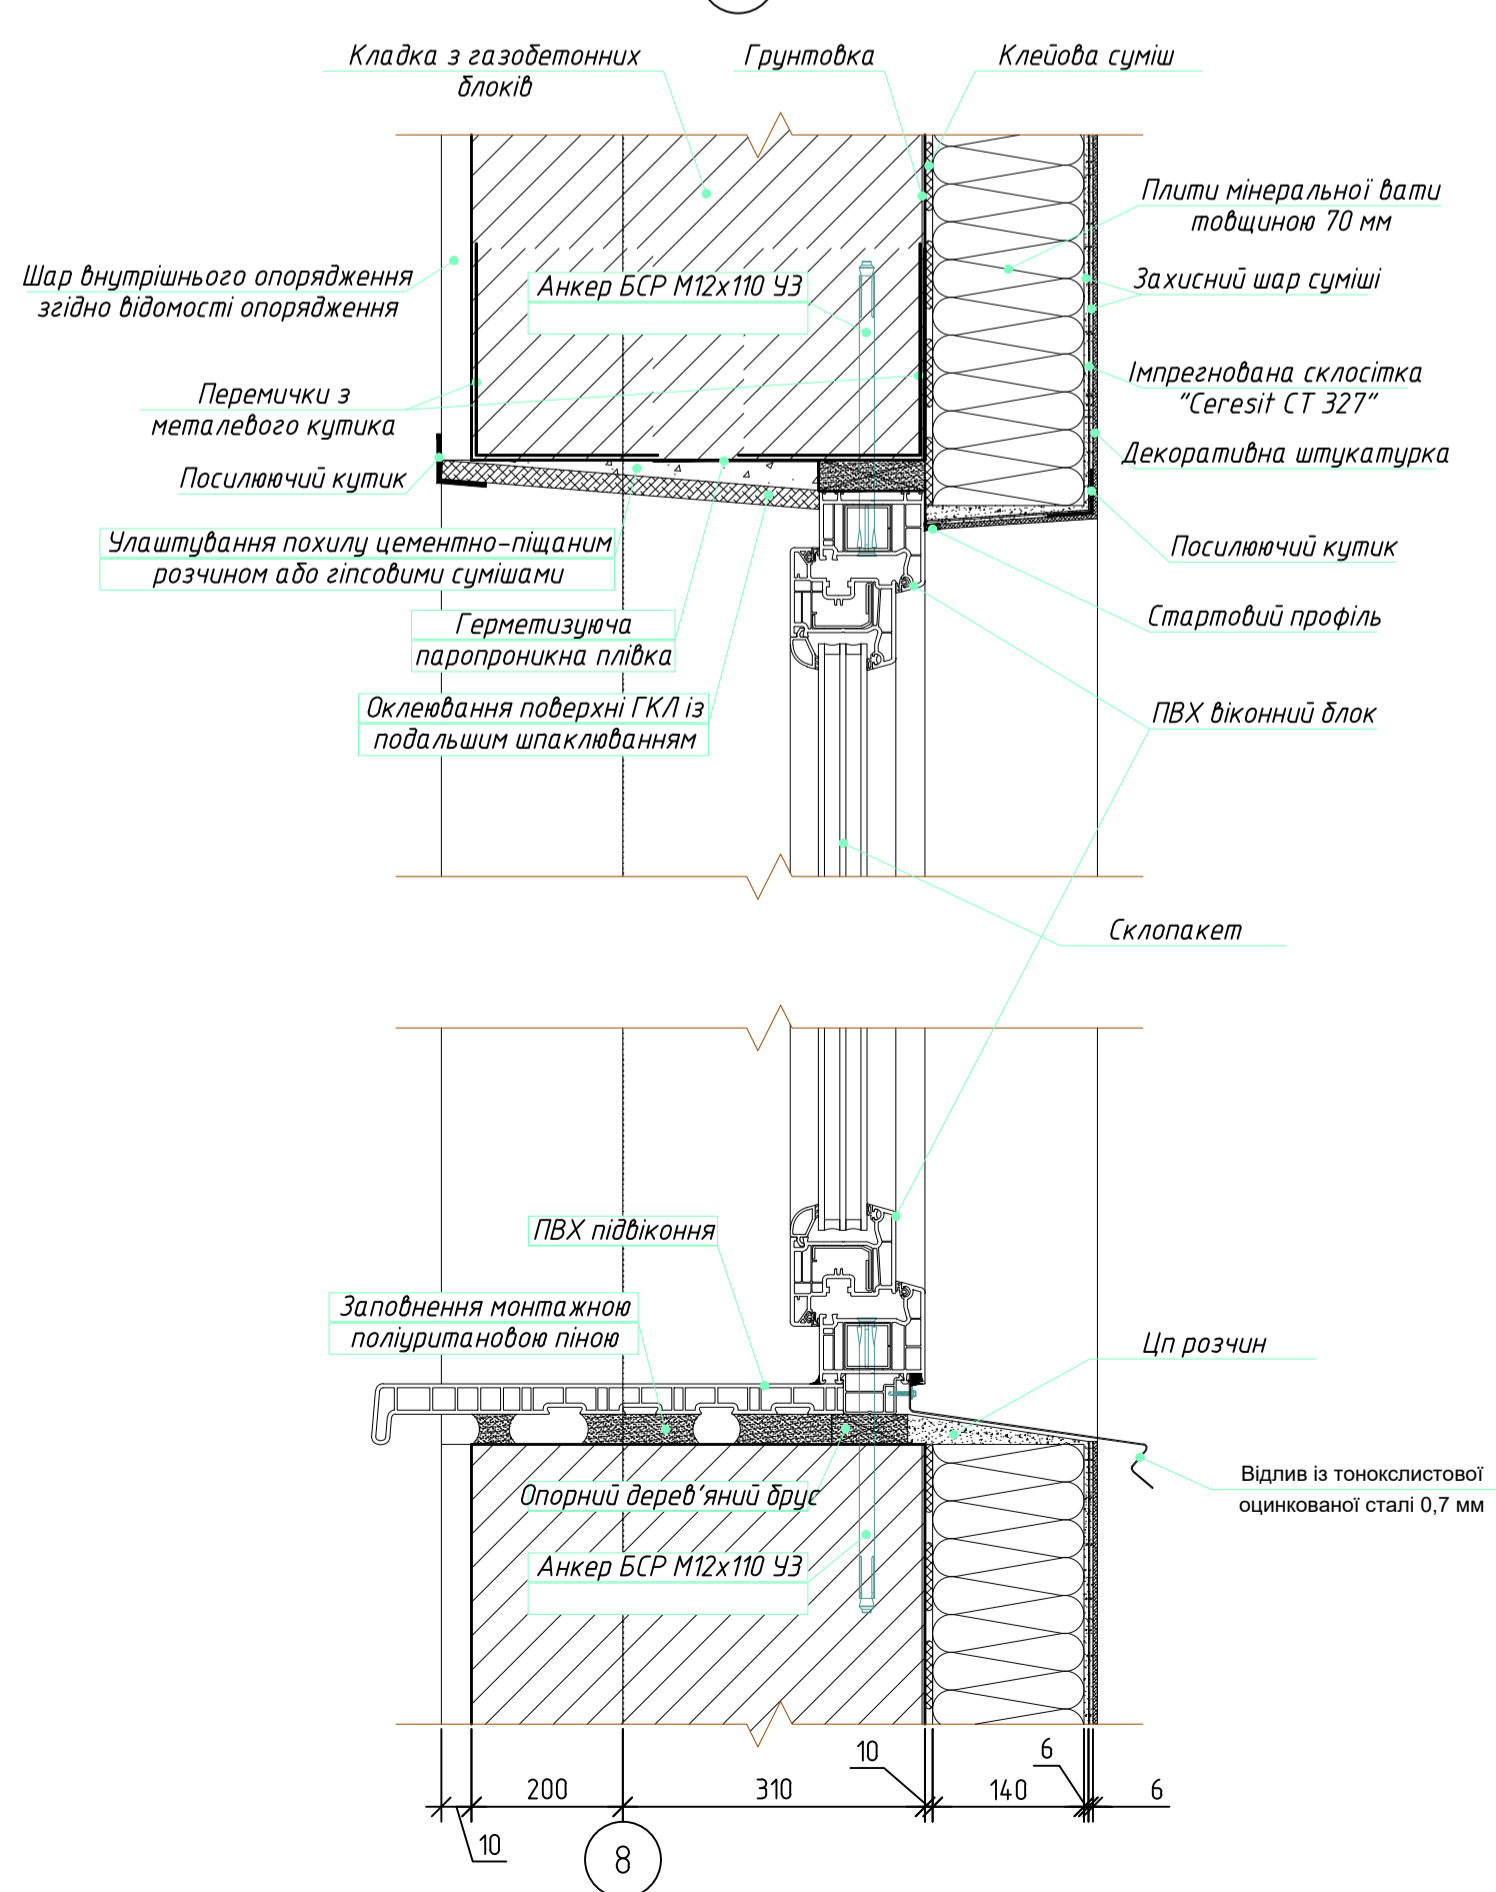 Кладка з газобетонних
блоків
Грунтовка
Клейова суміш
Плити мінеральної вати
товщиною 70 мм
Шар внутрішнього опорядження
згідно відомості опорядження
Анкер БСР М12х110 УЗ
Захисний шар суміші
Перемички з
металевого кутика
Імпрегнована склосітка
"Ceresit CT 327"
Декоративна штукатурка
Посилюючий кутик
Улаштування похилу цементно-піщаним
розчином або гіпсовими сумішами
Посилюючий кутик
Герметизуюча
паропроникна плівка
Стартовий профіль
Оклеювання поверхні ГКЛ із
подальшим шпаклюванням
ПВХ віконний блок
Склопакет
ПВХ підвіконня
Заповнення монтажною
поліуритановою піною
Цп розчин
Опорний дерев'яний брус
Відлив із тонокслистової
оцинкованої сталі 0,7 мм
Анкер БСР М12х110 УЗ
200
310
10
140
6
6
10
8